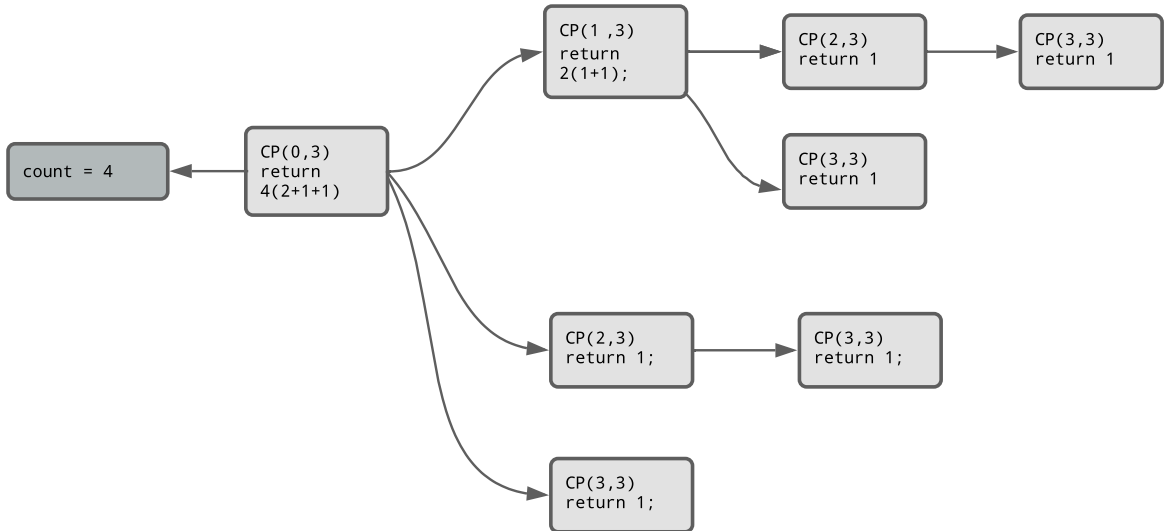 CP(1 ,3)
return
2(1+1);
CP(2,3)
return 1
CP(3,3)
return 1
CP(3,3)
return 1
count = 4
CP(0,3)
return
4(2+1+1)
CP(2,3)
return 1;
CP(3,3)
return 1;
CP(3,3)
return 1;